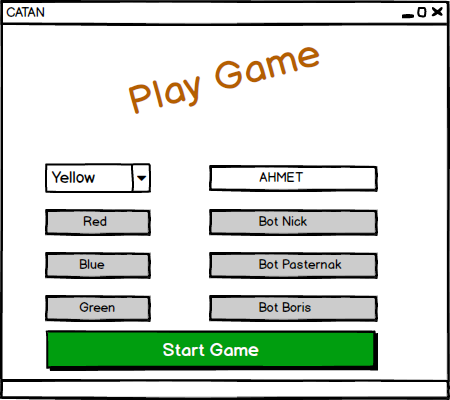 CATAN
Play Game
Yellow AHMET
Red Bot Nick
Blue Bot Pasternak
Green Bot Boris
Start Game